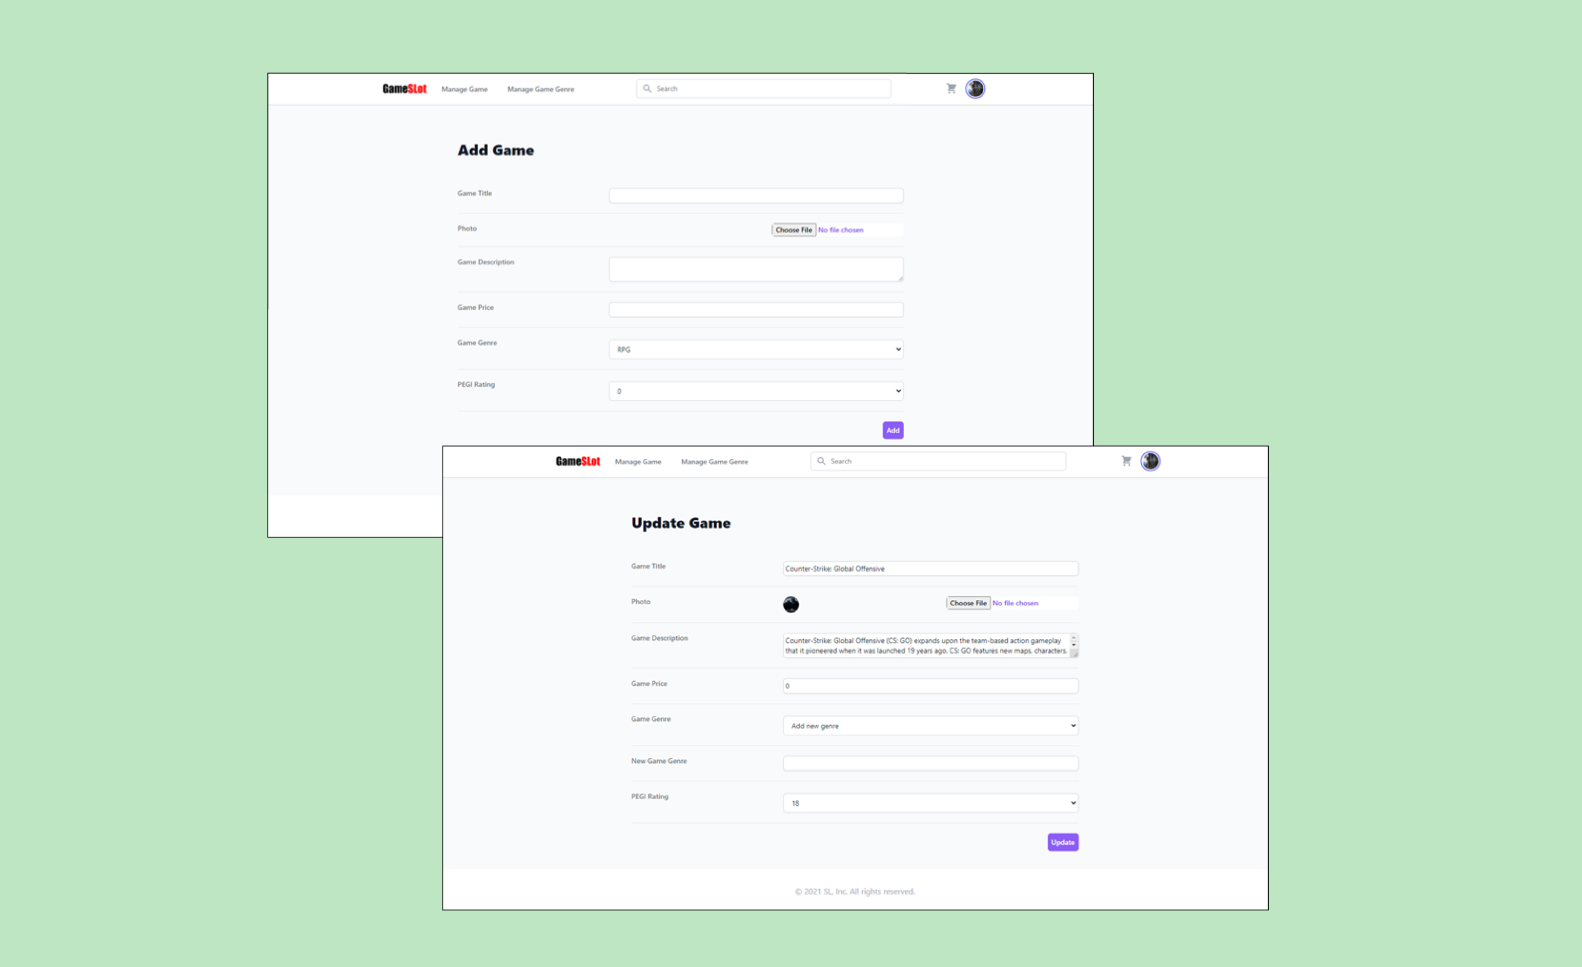 GameSLot Manage Game Manage Game Genre Search
Add Game
Game Title
Photo Choose File No file chosen
Game Description
Game Price
Game Genre RPG
PEGI Rating 0
Add
GameSLot Manage Game Manage Game Genre Search
Update Game
Game Title Counter-Strike: Global Offensive
Photo Choose File No file chosen
Game Description Counter-Strike: Global Offensive (CS: GO) expands upon the team-based action gameplay
that it pioneered when it was launched 19 years ago. CS: GO features new maps, characters,
Game Price 0
Game Genre Add new genre
New Game Genre
PEGI Rating 18
Update
© 2021 SL, Inc. All rights reserved.